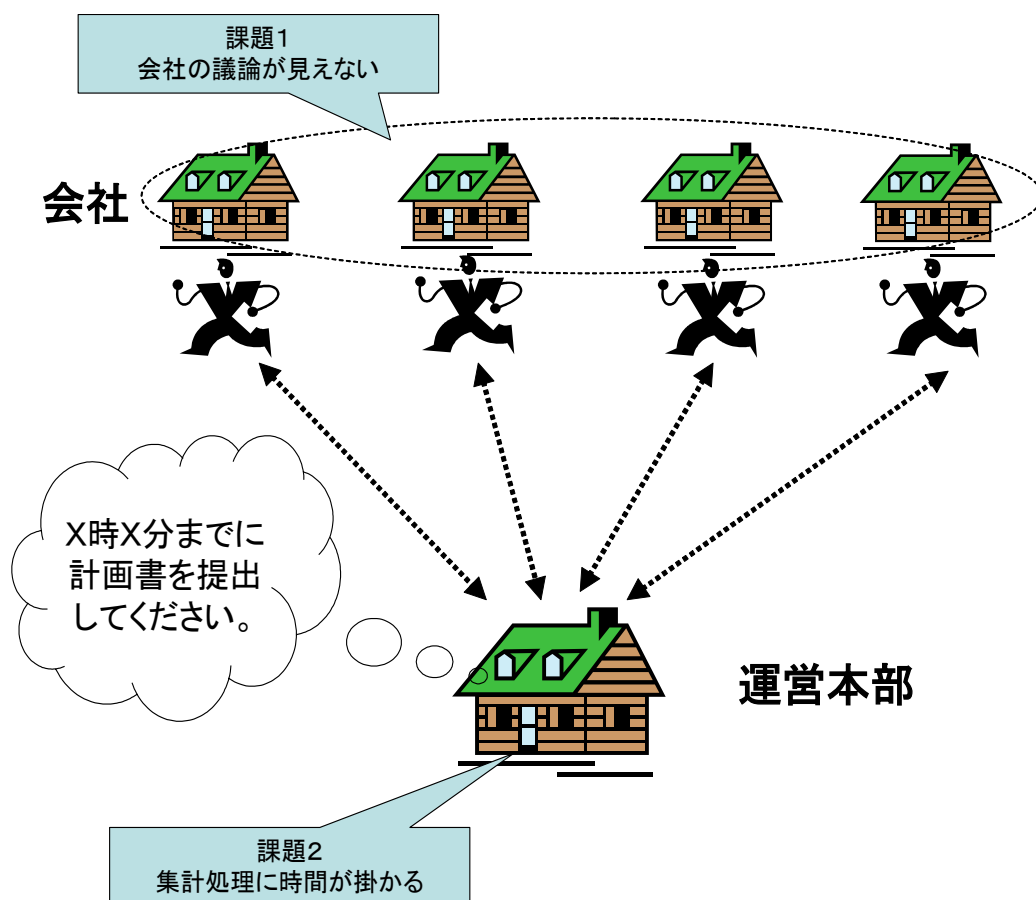 課題1
会社の議論が見えない
会社
X時X分までに
計画書を提出
してください。
運営本部
課題2
集計処理に時間が掛かる